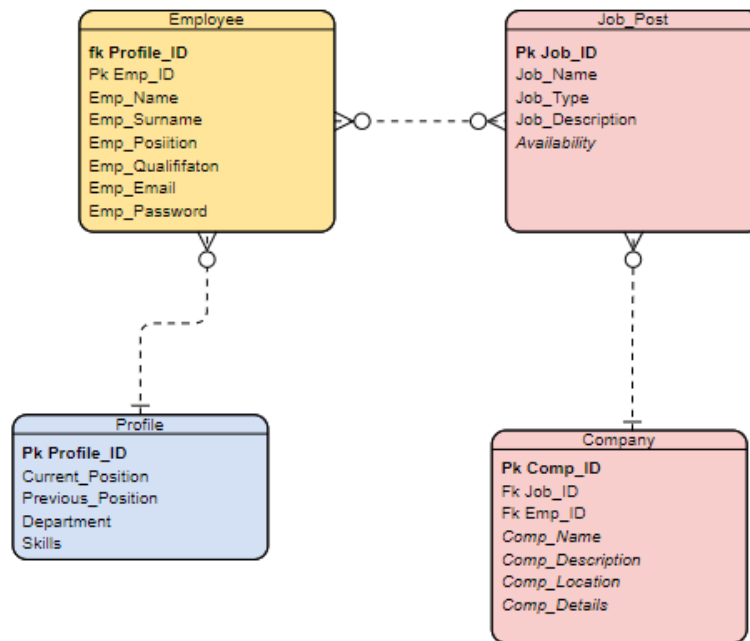 Employee
fk Profile_ID
Pk Emp_ID
Emp_Name
Emp_Surname
Emp_Posiition
Emp_Qualififaton
Emp_Email
Emp_Password
Job_Post
Pk Job_ID
Job_Name
Job_Type
Job_Description
Availability
Profile
Pk Profile_ID
Current_Position
Previous_Position
Department
Skills
Company
Pk Comp_ID
Fk Job_ID
Fk Emp_ID
Comp_Name
Comp_Description
Comp_Location
Comp_Details